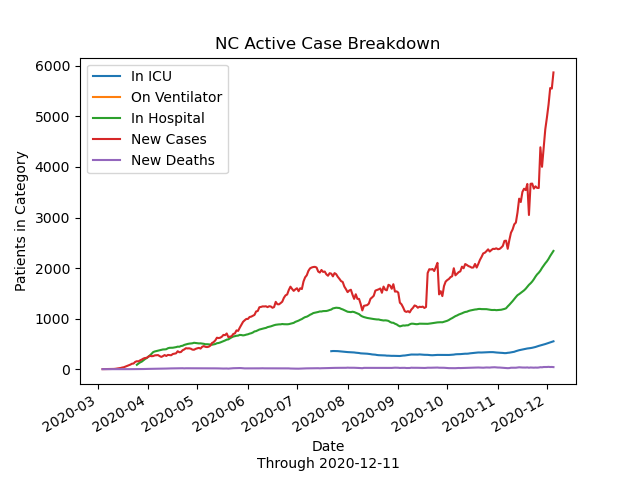 NC Active Case Breakdown
In ICU
On Ventilator
In Hospital
New Cases
New Deaths
Patients in Category
6000
5000
4000
3000
2000
1000
0
2020-03
2020-04
2020-05
2020-06
2020-07
2020-08
2020-09
2020-10
2020-11
2020-12
Date
Through 2020-12-11